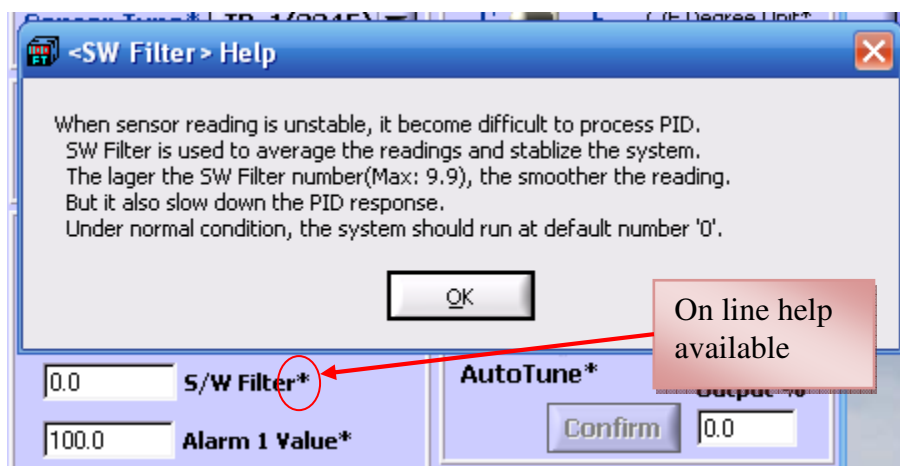 <SW Filter> Help
When sensor reading is unstable, it become difficult to process PID.
SW Filter is used to average the readings and stablize the system.
The lager the SW Filter number(Max: 9.9), the smoother the reading.
But it also slow down the PID response.
Under normal condition, the system should run at default number '0'.
OK
On line help
available
0.0 S/W Filter*
AutoTune*
Confirm 0.0
100.0 Alarm 1 Value*